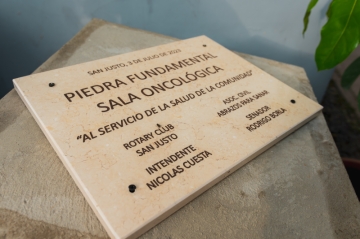 SAN JUSTO, 3 DE JULIO DE 2023
PIEDRA FUNDAMENTAL
SALA ONCOLÓGICA
"AL SERVICIO DE LA SALUD DE LA COMUNIDAD"
ROTARY CLUB
SAN JUSTO
ASOC. CIVIL
ABRAZOS PARA SANAR
INTENDENTE
NICOLAS CUESTA
SENADOR
RODRIGO BORLA